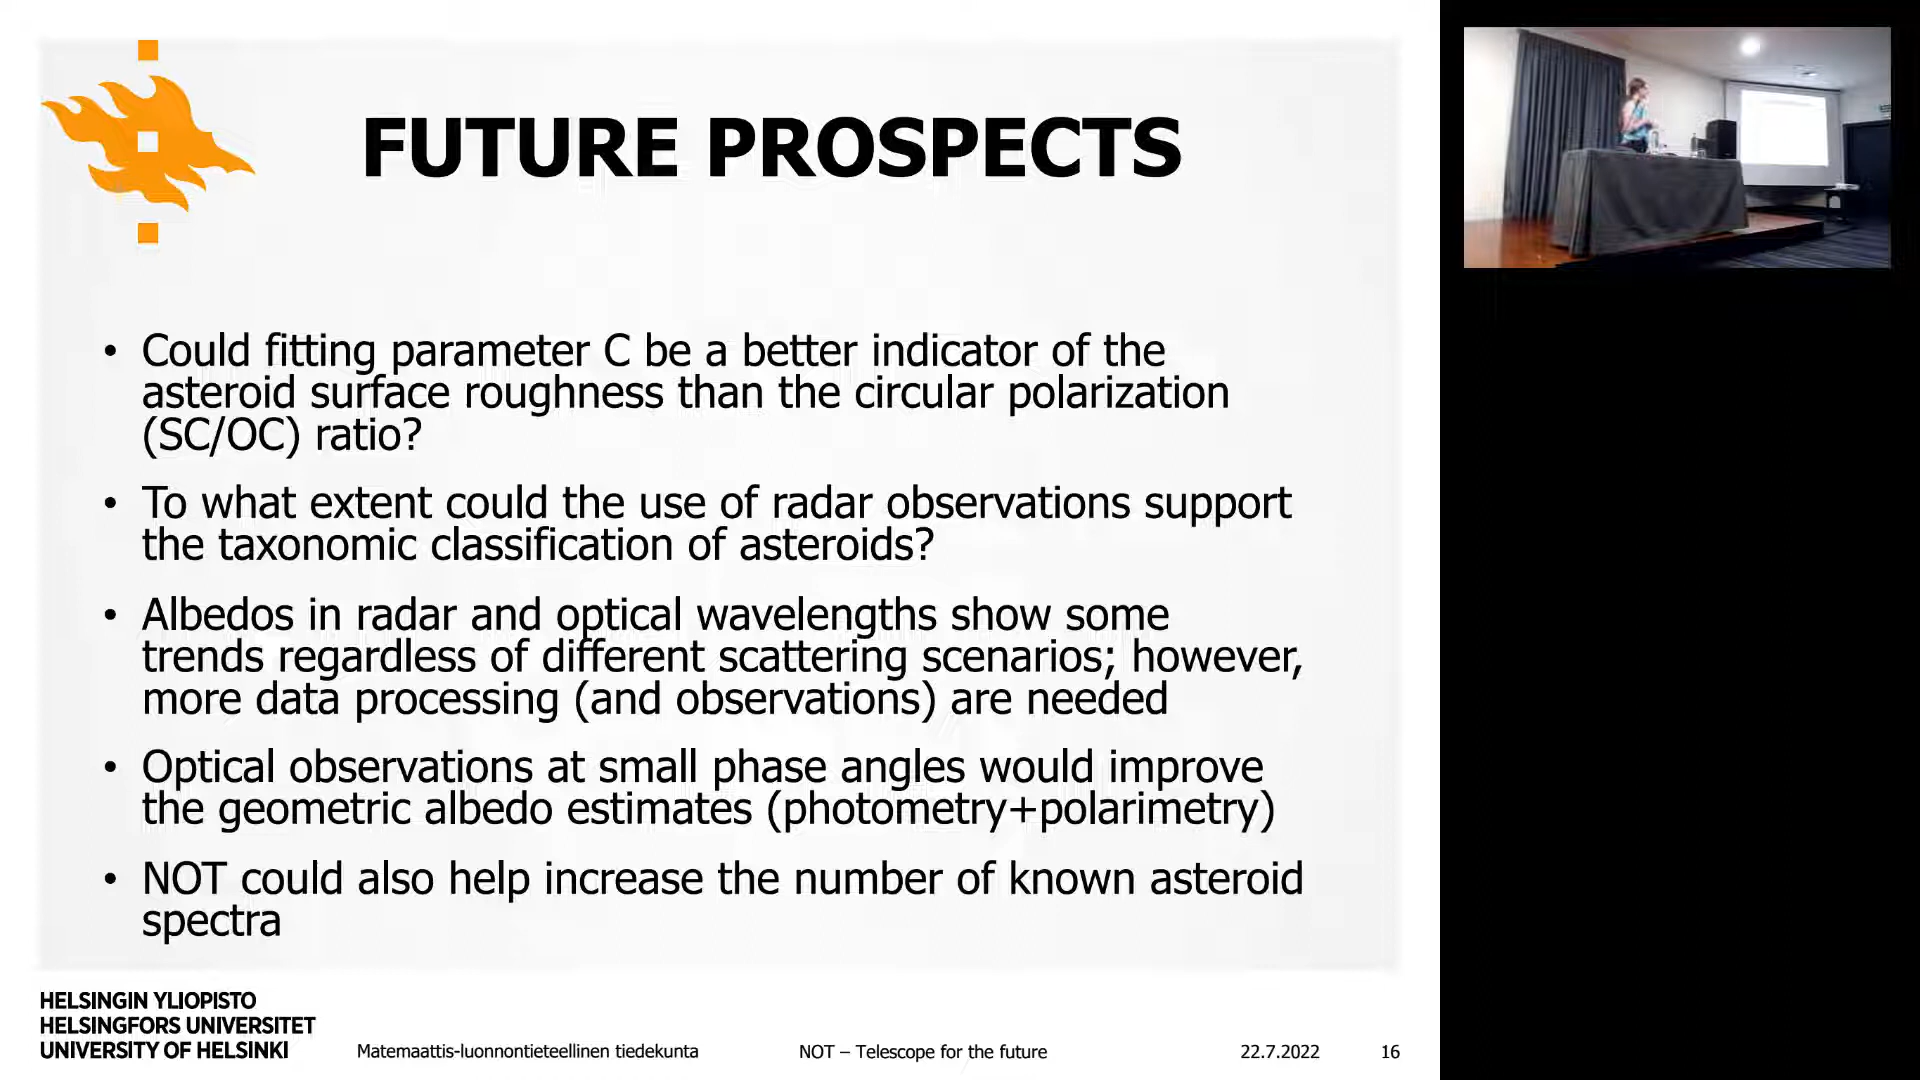 FUTURE PROSPECTS
• Could fitting parameter C be a better indicator of the
asteroid surface roughness than the circular polarization
(SC/OC) ratio?
• To what extent could the use of radar observations support
the taxonomic classification of asteroids?
• Albedos in radar and optical wavelengths show some
trends regardless of different scattering scenarios; however,
more data processing (and observations) are needed
• Optical observations at small phase angles would improve
the geometric albedo estimates (photometry+polarimetry)
• NOT could also help increase the number of known asteroid
spectra
HELSINGIN YLIOPISTO
HELSINGFORS UNIVERSITET
UNIVERSITY OF HELSINKI
Matemaattis-luonnontieteellinen tiedekunta
NOT – Telescope for the future
22.7.2022
16